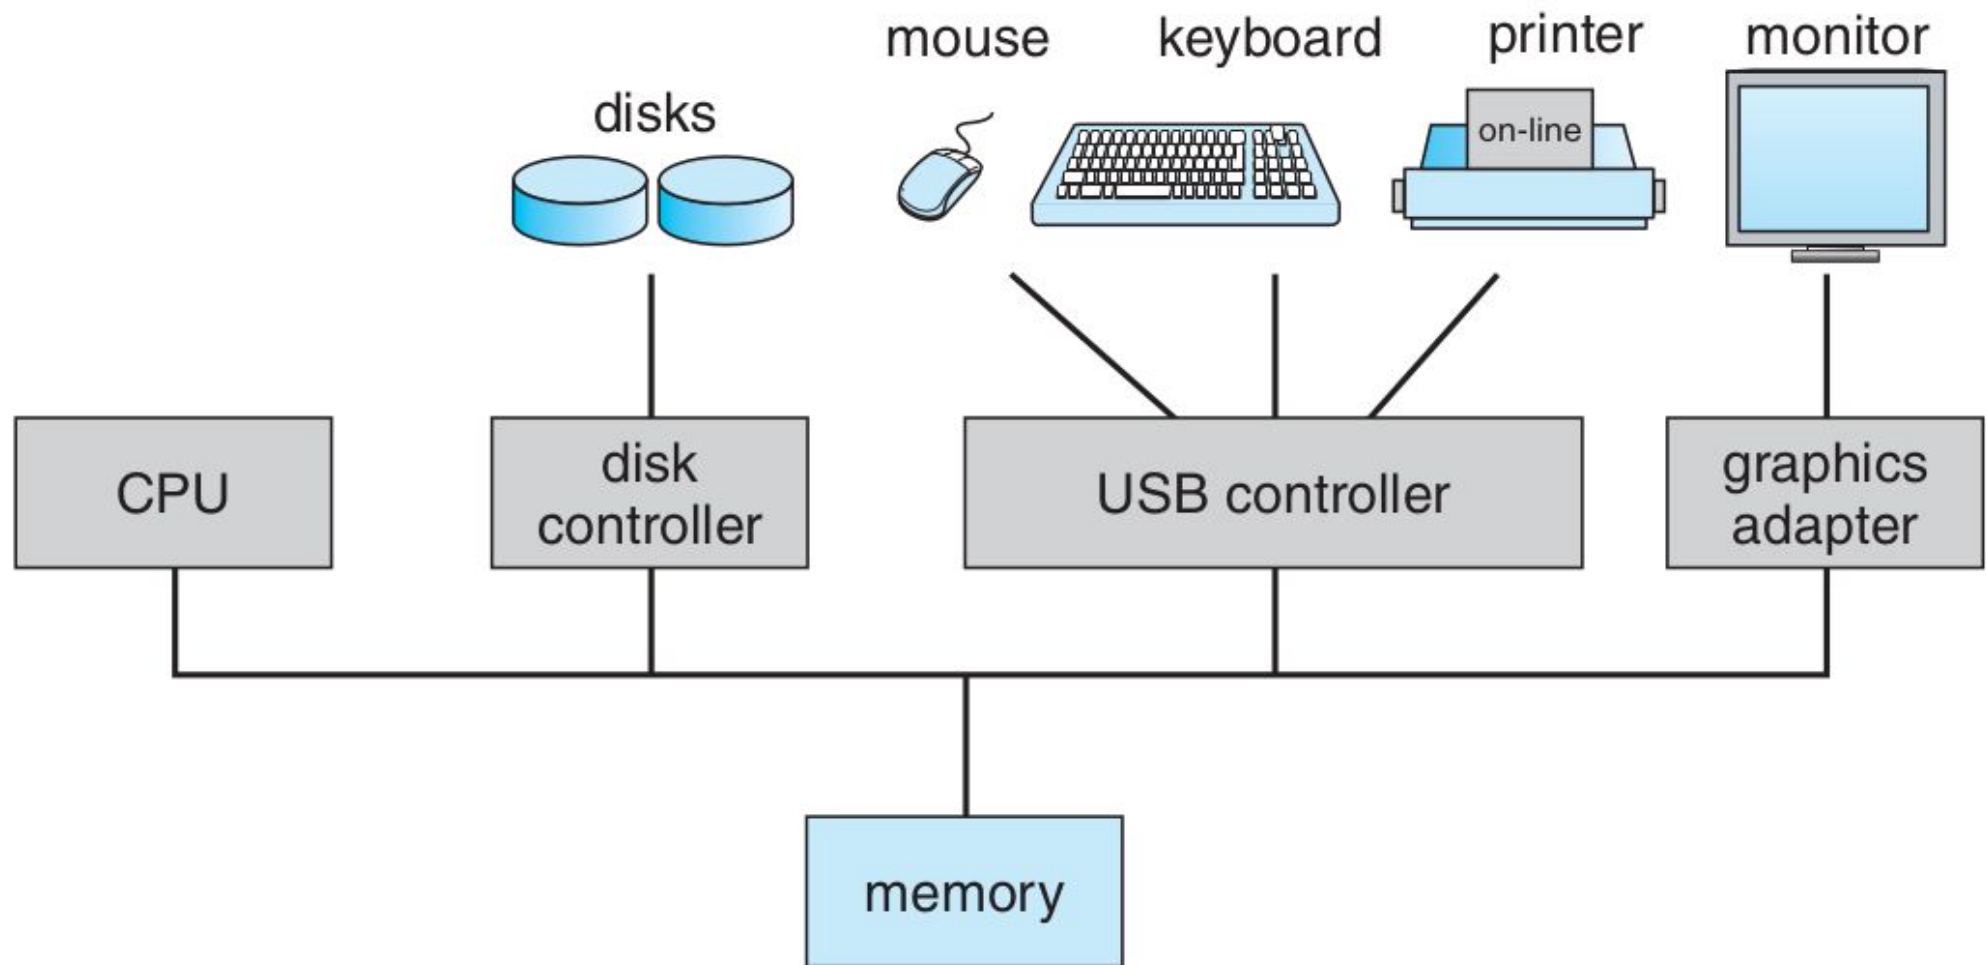 mouse
keyboard
printer
monitor
disks
on-line
CPU
disk
controller
USB controller
graphics
adapter
memory